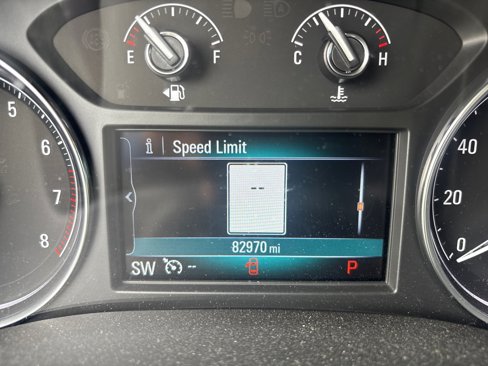 E F
C H
5
6
7
8
i Speed Limit
-- 
82970 mi
SW --
P
40
20
0